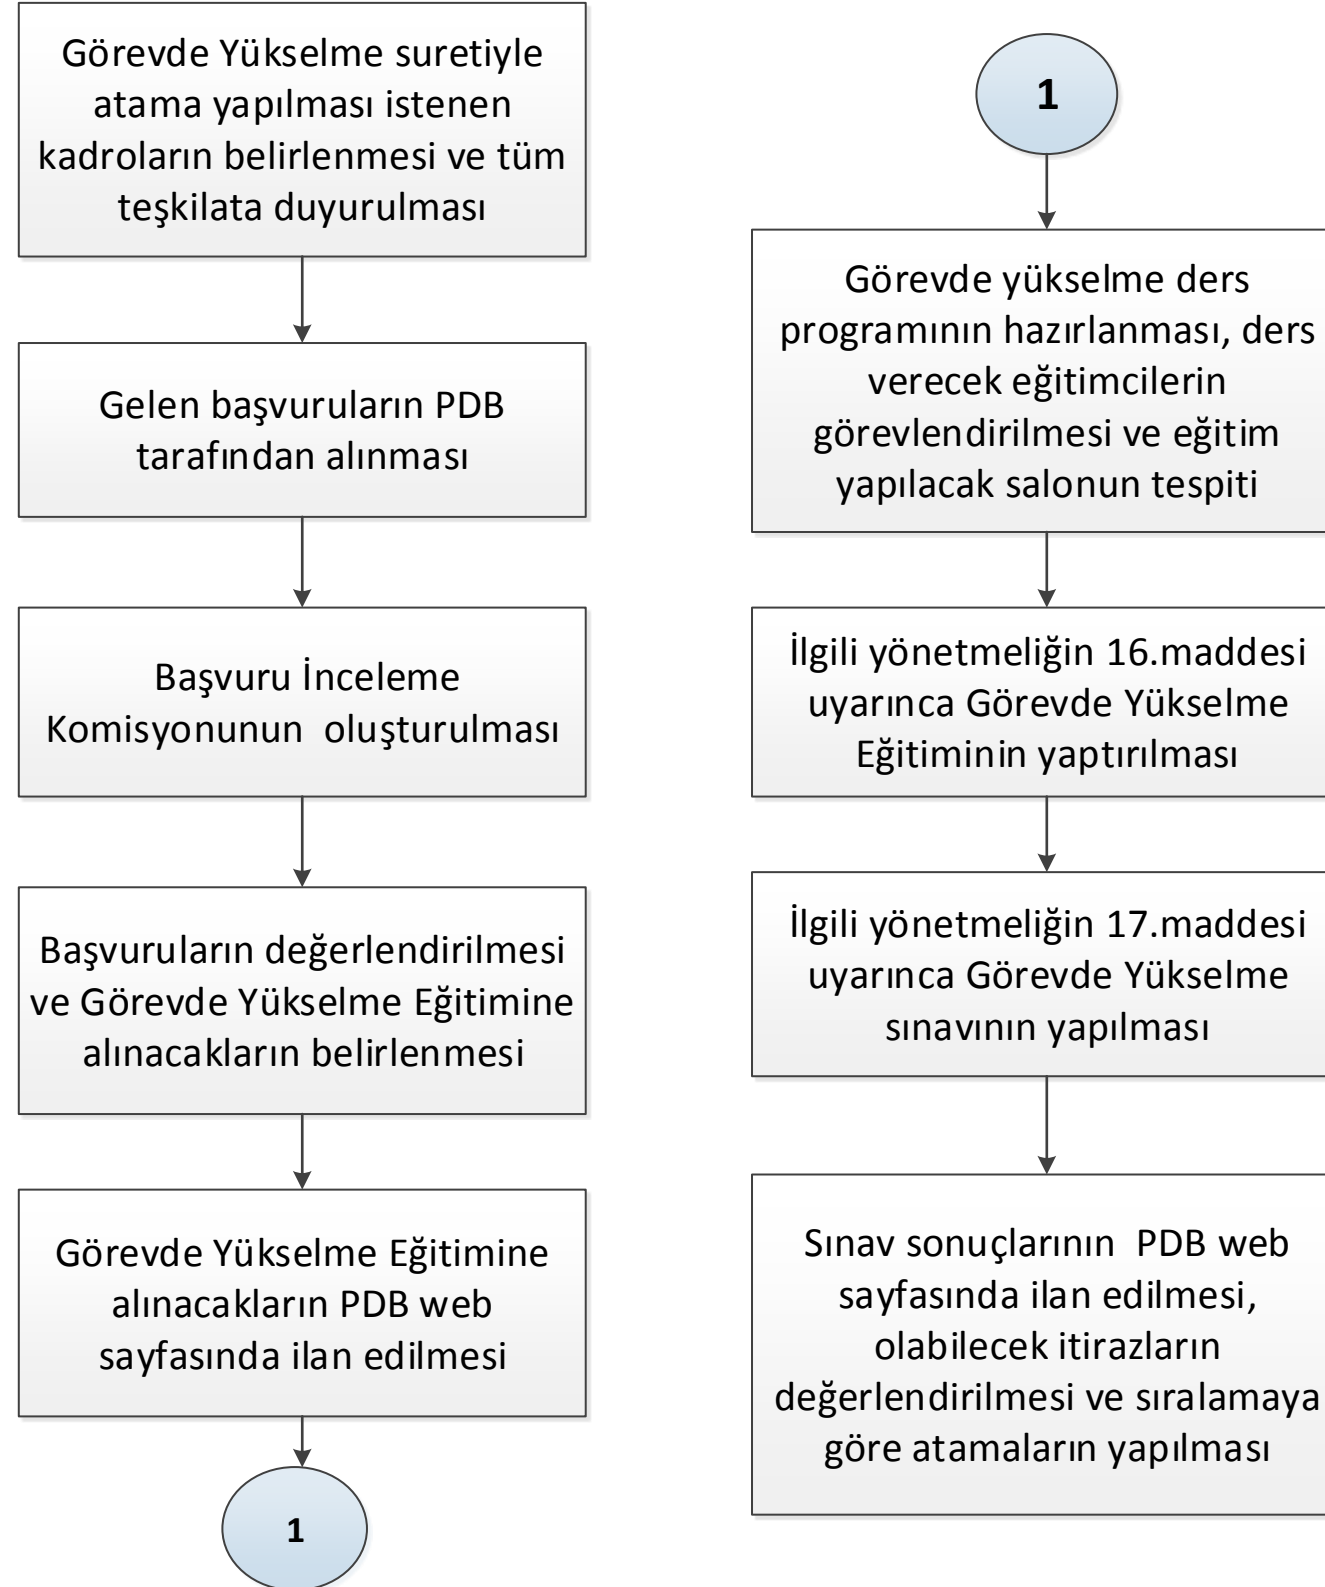 Görevde Yükselme suretiyle
atama yapılması istenen
kadroların belirlenmesi ve tüm
teşkilata duyurulması
Gelen başvuruların PDB
tarafından alınması
Başvuru İnceleme
Komisyonunun oluşturulması
Başvuruların değerlendirilmesi
ve Görevde Yükselme Eğitimine
alınacakların belirlenmesi
Görevde Yükselme Eğitimine
alınacakların PDB web
sayfasında ilan edilmesi
1
1
Görevde yükselme ders
programının hazırlanması, ders
verecek eğitimcilerin
görevlendirilmesi ve eğitim
yapılacak salonun tespiti
İlgili yönetmeliğin 16.maddesi
uyarınca Görevde Yükselme
Eğitiminin yaptırılması
İlgili yönetmeliğin 17.maddesi
uyarınca Görevde Yükselme
sınavının yapılması
Sınav sonuçlarının PDB web
sayfasında ilan edilmesi,
olabilecek itirazların
değerlendirilmesi ve sıralamaya
göre atamaların yapılması